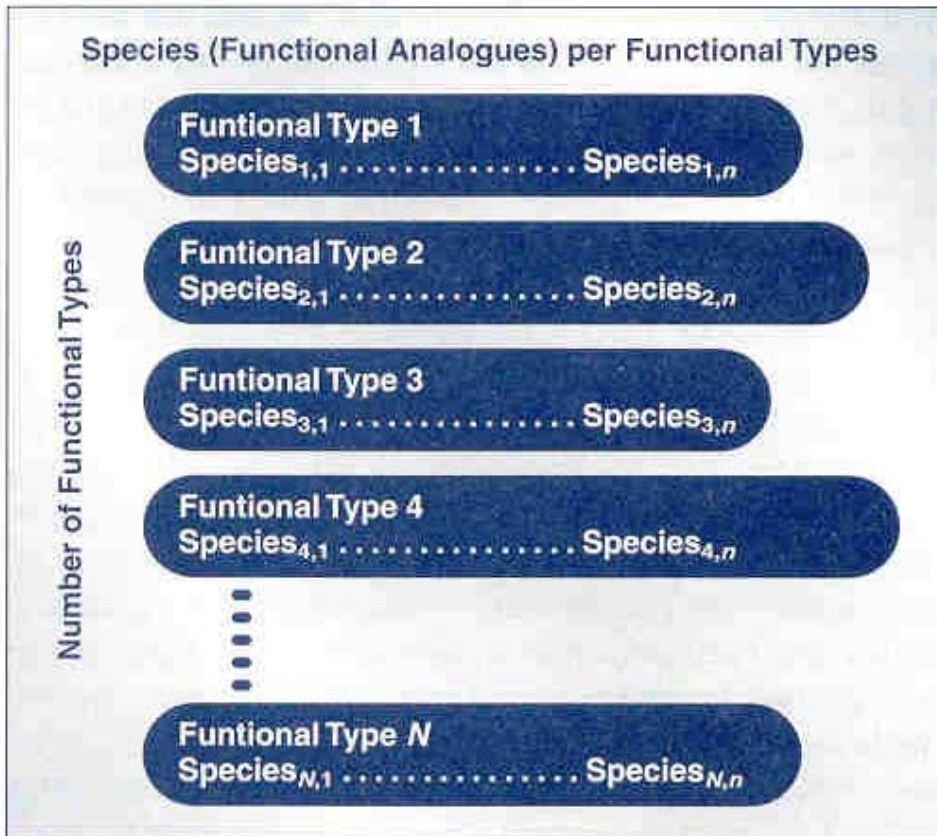 Species (Functional Analogues) per Functional Types
Number of Functional Types
Funtional Type 1
Species1,1 ............... Species1,n
Funtional Type 2
Species2,1 ............... Species2,n
Funtional Type 3
Species3,1 ............... Species3,n
Funtional Type 4
Species4,1 ............... Species4,n
Funtional Type N
SpeciesN,1 ............... SpeciesN,n